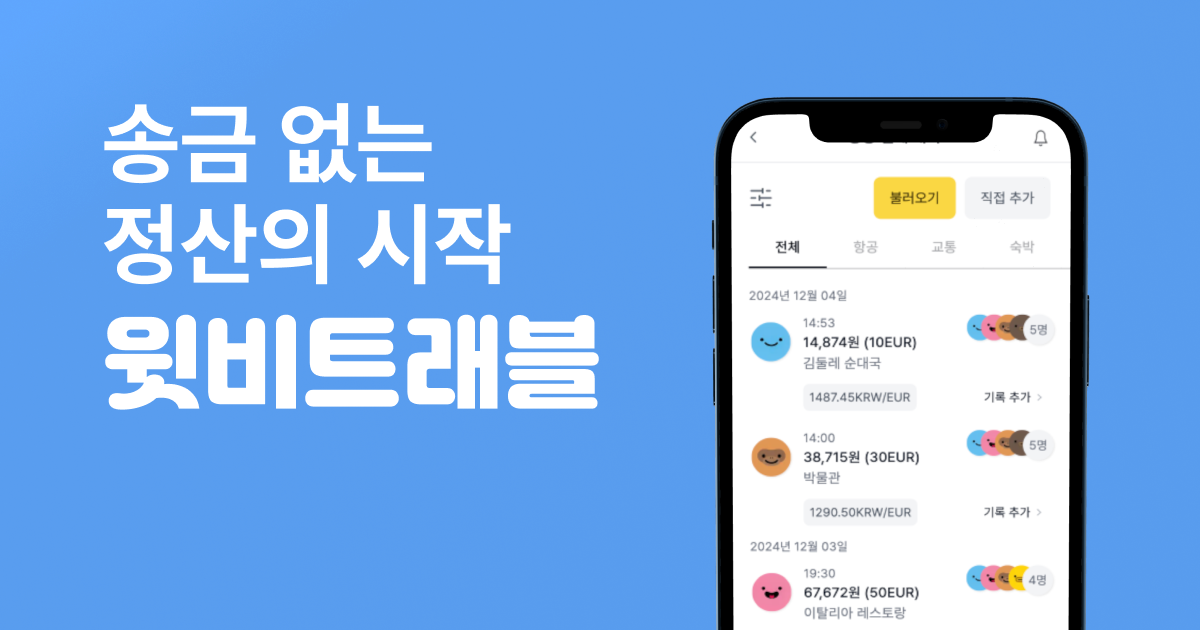 송금 없는
정산의 시작
윗비트래블
불러오기
직접 추가
전체 항공 교통 숙박
2024년 12월 04일
14:53
14,874원 (10EUR)
5명
김둘레 순대국
1487.45KRW/EUR
기록 추가 >
14:00
38,715원 (30EUR)
5명
박물관
1290.50KRW/EUR
기록 추가 >
2024년 12월 03일
19:30
67,672원 (50EUR)
4명
이탈리아 레스토랑